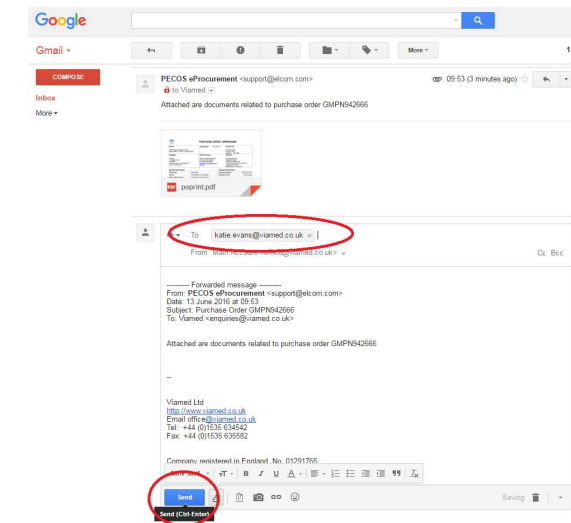 Google
Gmail
More
1
COMPOSE
Inbox
More
PECOS eProcurement <support@elcom.com>
09:53 (3 minutes ago)
to Viamed
Attached are documents related to purchase order GMPN942666
PDF poprint.pdf
To katie.evans@viamed.co.uk ×
From Main Account <office@viamed.co.uk>
Cc Bcc
---------- Forwarded message ----------
From: PECOS eProcurement <support@elcom.com>
Date: 13 June 2016 at 09:53
Subject: Purchase Order GMPN942666
To: Viamed <enquiries@viamed.co.uk>
Attached are documents related to purchase order GMPN942666
--
Viamed Ltd
http://www.viamed.co.uk
Email office@viamed.co.uk
Tel: +44 (0)1535 634542
Fax: +44 (0)1535 635582
Company registered in England. No. 01291765
Sans Serif
Send
Saving
Send (Ctrl-Enter)